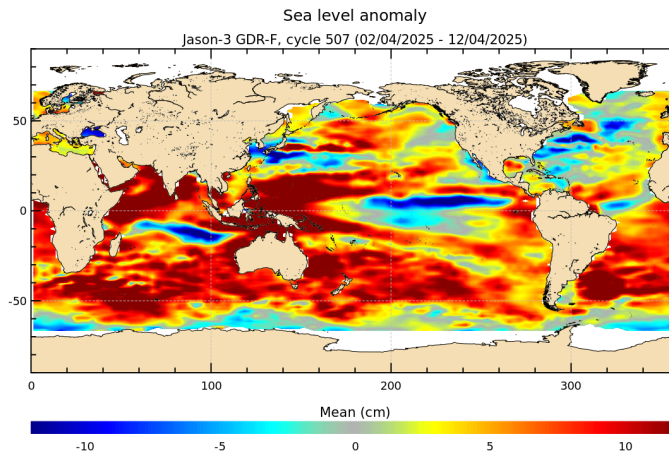 Sea level anomaly
Jason-3 GDR-F, cycle 507 (02/04/2025 - 12/04/2025)
50
0
-50
0 100 200 300
Mean (cm)
-10 -5 0 5 10